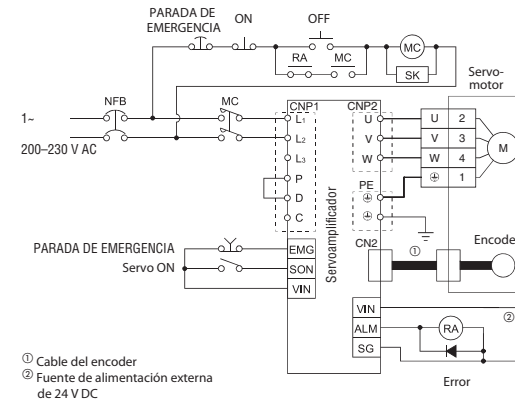 PARADA DE
EMERGENCIA
ON
OFF
RA
MC
MC
SK
Servo-
motor
NFB
MC
CNP1
CNP2
1~
200–230 V AC
L1
L2
L3
P
D
C
U
V
W
U 2
V 3
W 4
1
M
PE
CN2
Servoamplificador
①
Encode
PARADA DE EMERGENCIA
Servo ON
EMG
SON
VIN
VIN
ALM
SG
RA
②
Error
① Cable del encoder
② Fuente de alimentación externa
de 24 V DC